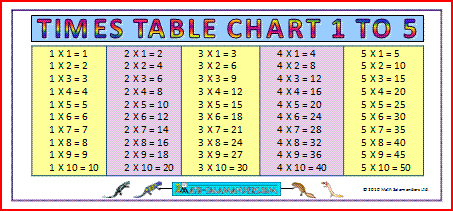 TIMES TABLE CHART 1 TO 5
1 X 1 = 1
1 X 2 = 2
1 X 3 = 3
1 X 4 = 4
1 X 5 = 5
1 X 6 = 6
1 X 7 = 7
1 X 8 = 8
1 X 9 = 9
1 X 10 = 10
2 X 1 = 2
2 X 2 = 4
2 X 3 = 6
2 X 4 = 8
2 X 5 = 10
2 X 6 = 12
2 X 7 = 14
2 X 8 = 16
2 X 9 = 18
2 X 10 = 20
3 X 1 = 3
3 X 2 = 6
3 X 3 = 9
3 X 4 = 12
3 X 5 = 15
3 X 6 = 18
3 X 7 = 21
3 X 8 = 24
3 X 9 = 27
3 X 10 = 30
4 X 1 = 4
4 X 2 = 8
4 X 3 = 12
4 X 4 = 16
4 X 5 = 20
4 X 6 = 24
4 X 7 = 28
4 X 8 = 32
4 X 9 = 36
4 X 10 = 40
5 X 1 = 5
5 X 2 = 10
5 X 3 = 15
5 X 4 = 20
5 X 5 = 25
5 X 6 = 30
5 X 7 = 35
5 X 8 = 40
5 X 9 = 45
5 X 10 = 50
© 2010 Math Salamanders Ltd